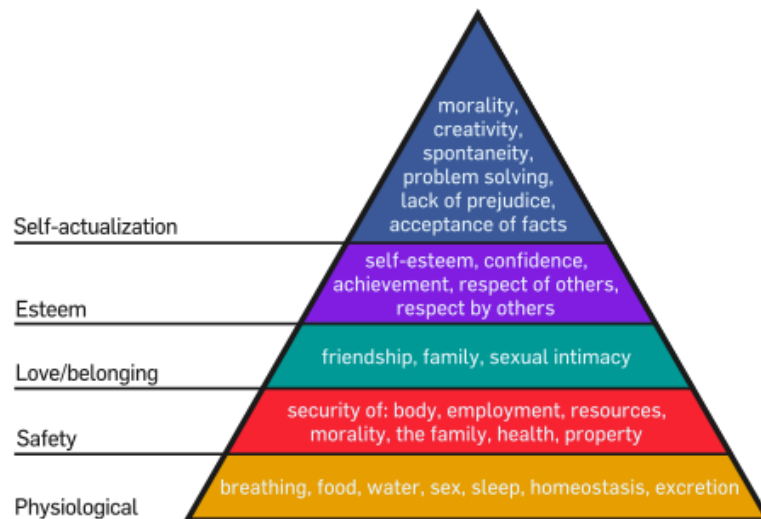 morality,
creativity,
spontaneity,
problem solving,
lack of prejudice,
acceptance of facts
Self-actualization
self-esteem, confidence,
achievement, respect of others,
respect by others
Esteem
friendship, family, sexual intimacy
Love/belonging
security of: body, employment, resources,
morality, the family, health, property
Safety
breathing, food, water, sex, sleep, homeostasis, excretion
Physiological